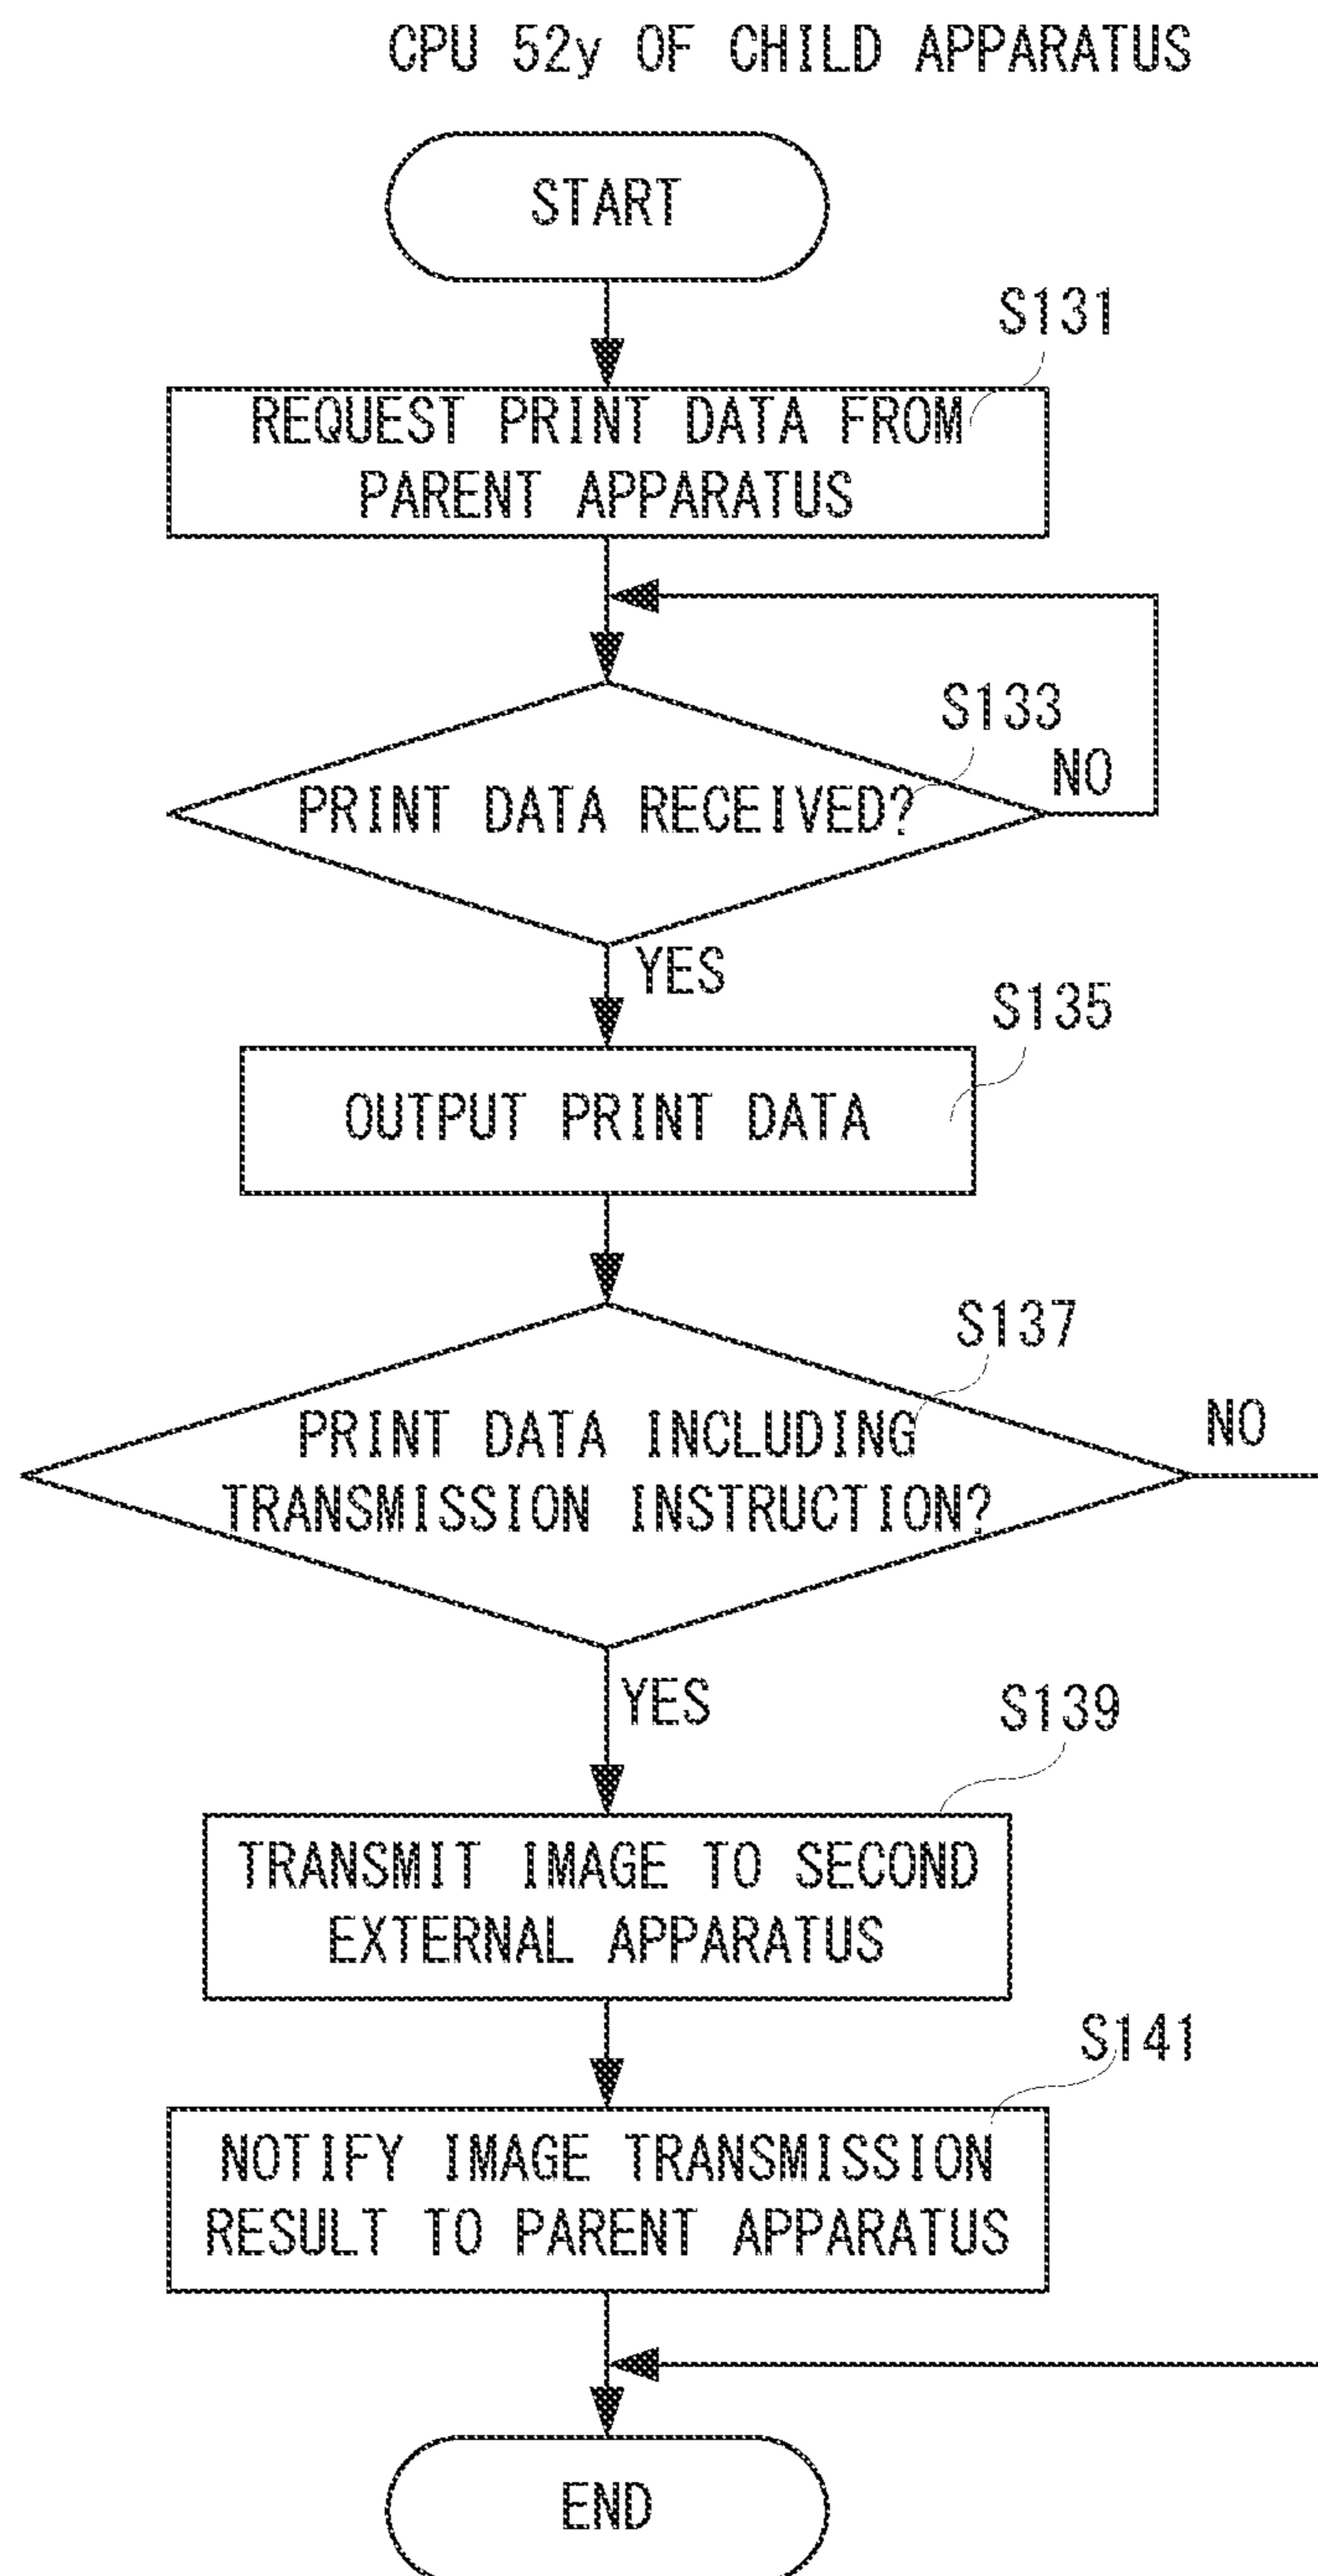 CPU 52y OF CHILD APPARATUS
START
S131
REQUEST PRINT DATA FROM
PARENT APPARATUS
S133
NO
PRINT DATA RECEIVED?
YES
S135
OUTPUT PRINT DATA
S137
NO
PRINT DATA INCLUDING
TRANSMISSION INSTRUCTION?
YES
S139
TRANSMIT IMAGE TO SECOND
EXTERNAL APPARATUS
S141
NOTIFY IMAGE TRANSMISSION
RESULT TO PARENT APPARATUS
END